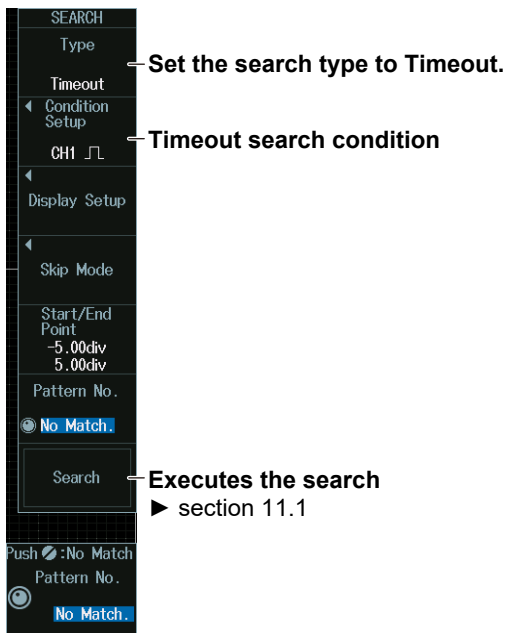 SEARCH
Type
Timeout
Set the search type to Timeout.
Condition
Setup
CH1
Timeout search condition
Display Setup
Skip Mode
Start/End
Point
-5.00div
5.00div
Pattern No.
No Match.
Search
Executes the search
► section 11.1
Push :No Match
Pattern No.
No Match.